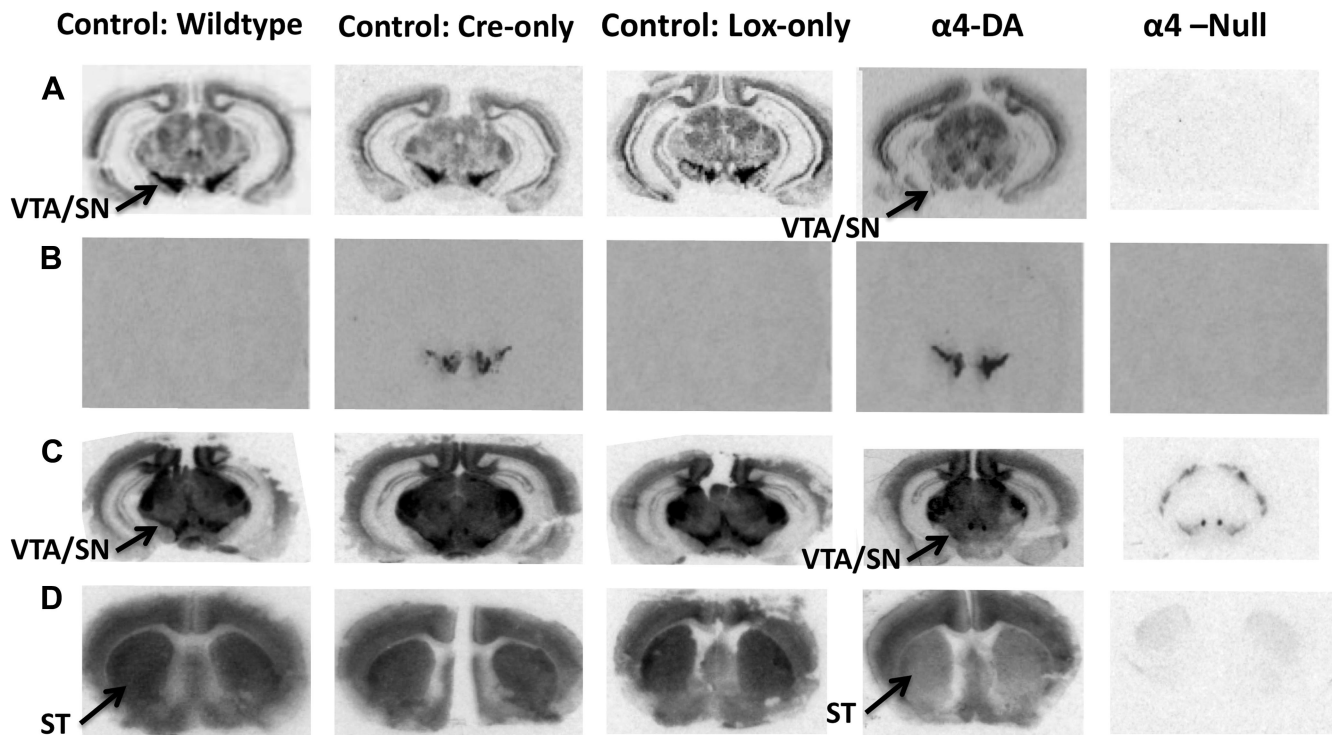 Control: Wildtype Control: Cre-only Control: Lox-only α4-DA α4 –Null
A
VTA/SN
VTA/SN
B
C
VTA/SN
VTA/SN
D
ST
ST